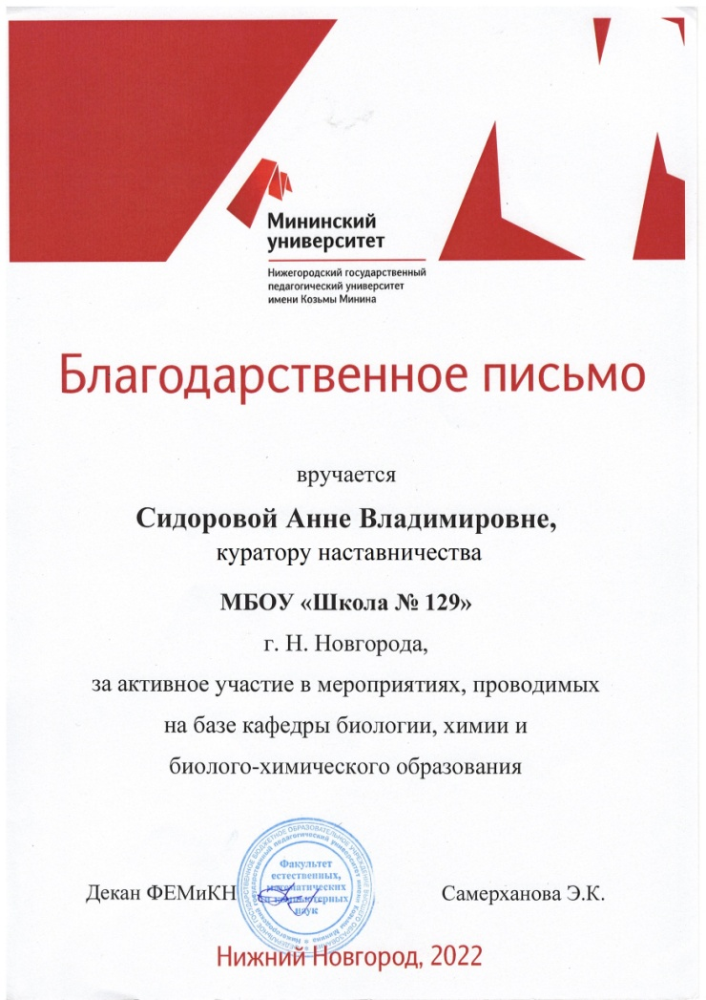 Мининский
университет
Нижегородский государственный
педагогический университет
имени Козьмы Минина
Благодарственное письмо
вручается
Сидоровой Анне Владимировне,
куратору наставничества
МБОУ «Школа № 129»
г. Н. Новгорода,
за активное участие в мероприятиях, проводимых
на базе кафедры биологии, химии и
биолого-химического образования
Факультет
естественных,
математических
и компьютерных
наук
Декан ФЕМиКН
Самерханова Э.К.
Нижний Новгород, 2022